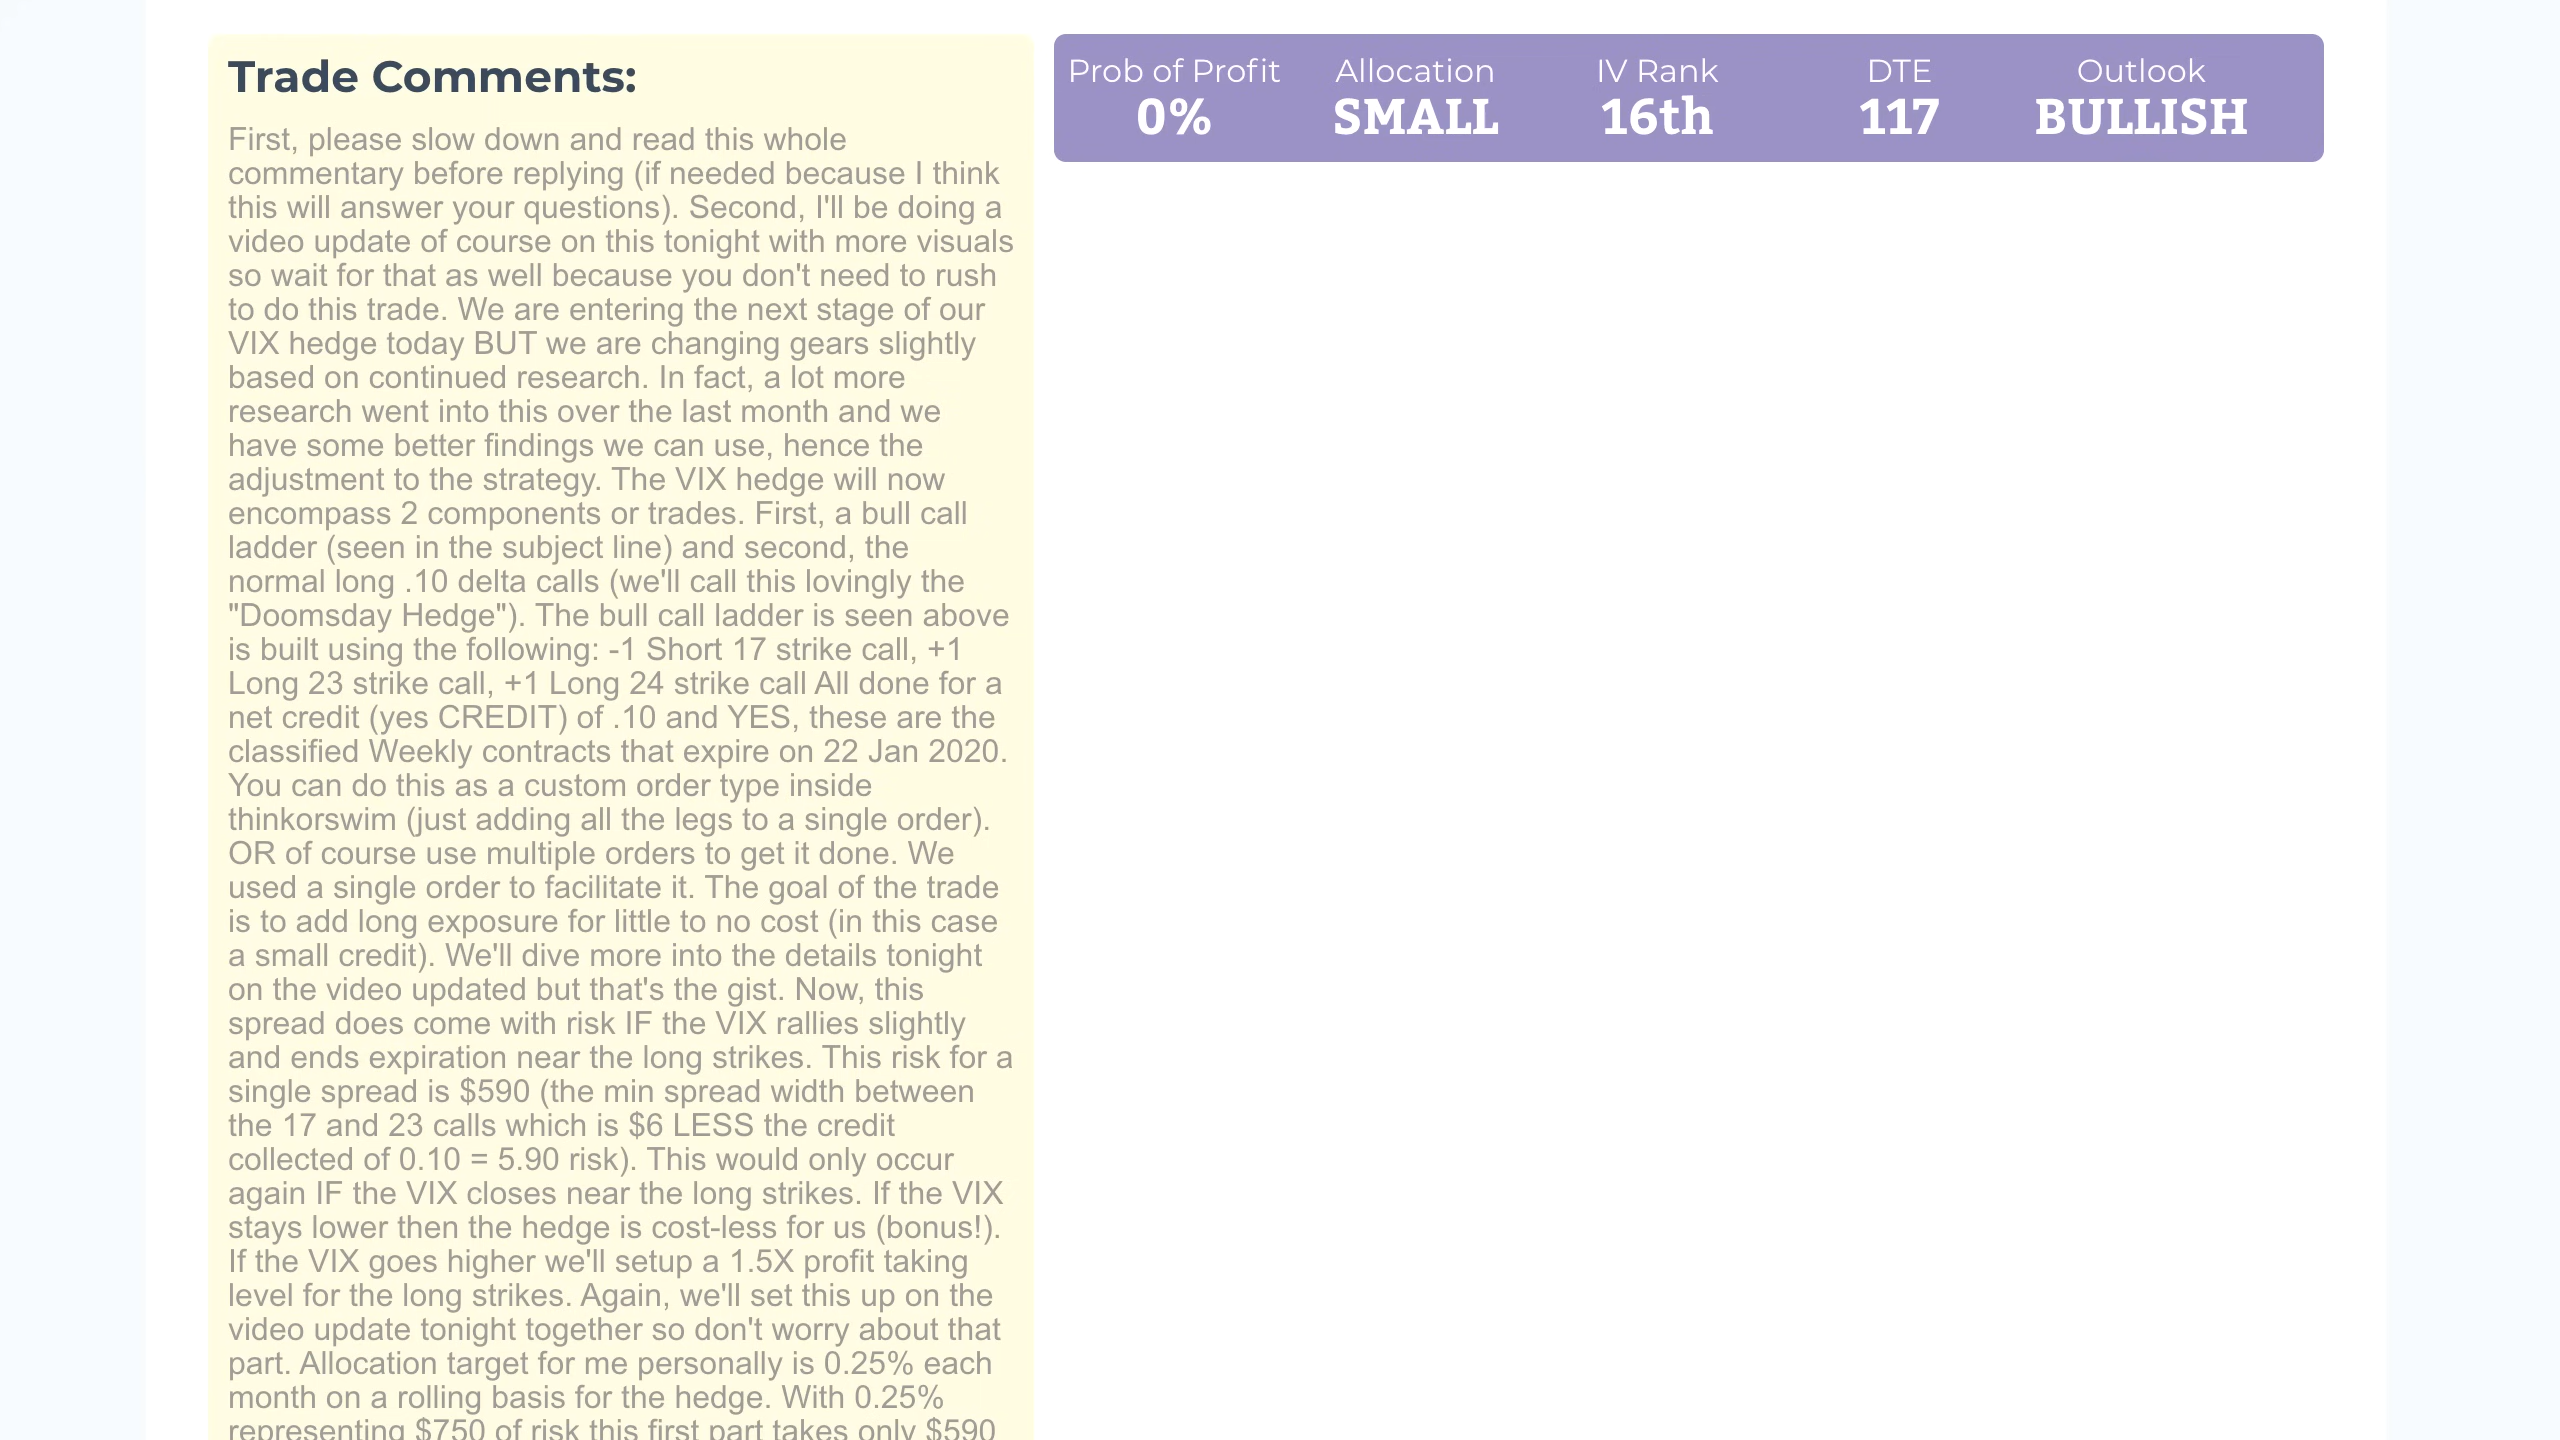 Trade Comments:
First, please slow down and read this whole
commentary before replying (if needed because I think
this will answer your questions). Second, I'll be doing a
video update of course on this tonight with more visuals
so wait for that as well because you don't need to rush
to do this trade. We are entering the next stage of our
VIX hedge today BUT we are changing gears slightly
based on continued research. In fact, a lot more
research went into this over the last month and we
have some better findings we can use, hence the
adjustment to the strategy. The VIX hedge will now
encompass 2 components or trades. First, a bull call
ladder (seen in the subject line) and second, the
normal long .10 delta calls (we'll call this lovingly the
"Doomsday Hedge"). The bull call ladder is seen above
is built using the following: -1 Short 17 strike call, +1
Long 23 strike call, +1 Long 24 strike call All done for a
net credit (yes CREDIT) of .10 and YES, these are the
classified Weekly contracts that expire on 22 Jan 2020.
You can do this as a custom order type inside
thinkorswim (just adding all the legs to a single order).
OR of course use multiple orders to get it done. We
used a single order to facilitate it. The goal of the trade
is to add long exposure for little to no cost (in this case
a small credit). We'll dive more into the details tonight
on the video updated but that's the gist. Now, this
spread does come with risk IF the VIX rallies slightly
and ends expiration near the long strikes. This risk for a
single spread is $590 (the min spread width between
the 17 and 23 calls which is $6 LESS the credit
collected of 0.10 = 5.90 risk). This would only occur
again IF the VIX closes near the long strikes. If the VIX
stays lower then the hedge is cost-less for us (bonus!).
If the VIX goes higher we'll setup a 1.5X profit taking
level for the long strikes. Again, we'll set this up on the
video update tonight together so don't worry about that
part. Allocation target for me personally is 0.25% each
month on a rolling basis for the hedge. With 0.25%
representing $750 of risk this first part takes only $590
Prob of Profit Allocation IV Rank DTE Outlook
0% SMALL 16th 117 BULLISH